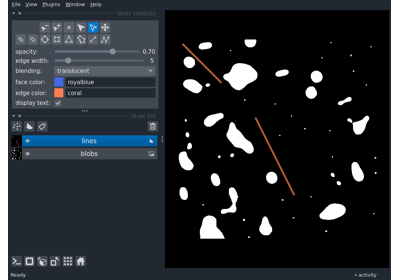 File View Plugins Window Help
layer controls
opacity: 0.70
edge width: 5
blending: translucent
face color: royalblue
edge color: coral
display text:
layer list
lines
blobs
Ready
activity